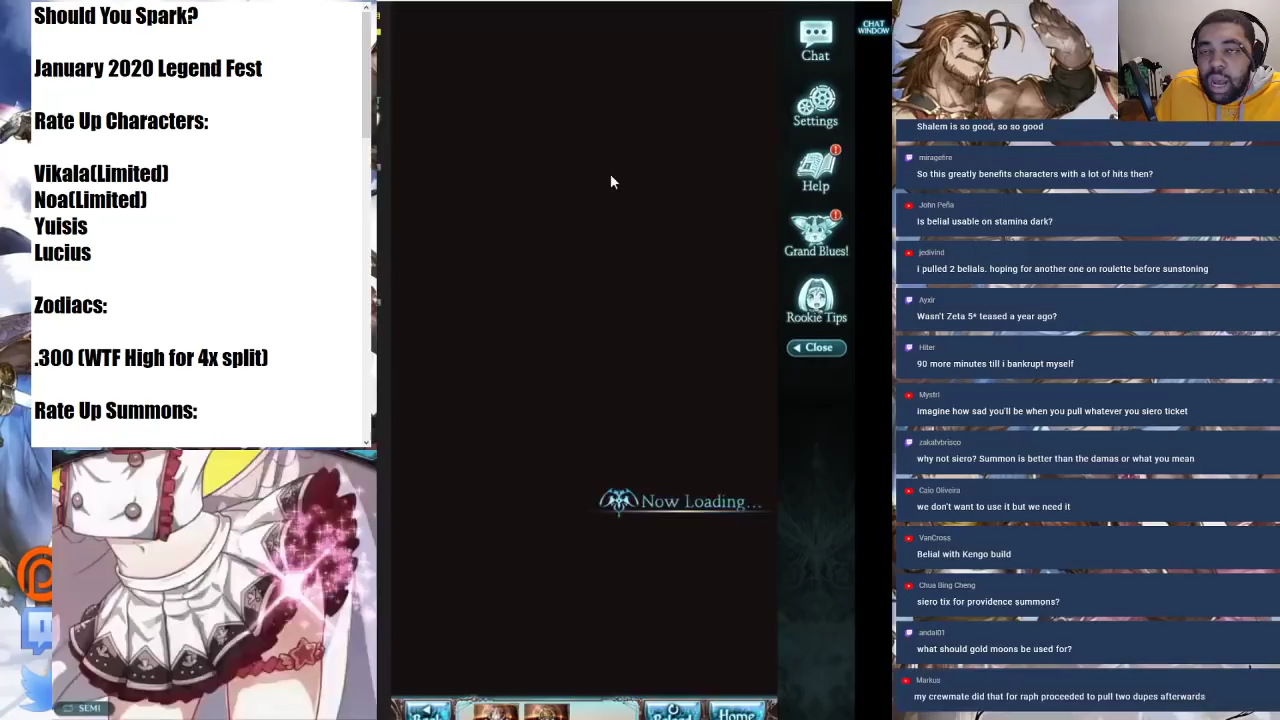 Should You Spark?
January 2020 Legend Fest
Rate Up Characters:
Vikala(Limited)
Noa(Limited)
Yuisis
Lucius
Zodiacs:
.300 (WTF High for 4x split)
Rate Up Summons:
SEMI
Now Loading...
Home
Chat
Settings
Help
Grand Blues!
Rookie Tips
Close
CHAT
WINDOW
Shalem is so good, so so good
miragefire
So this greatly benefits characters with a lot of hits then?
John Peña
Is belial usable on stamina dark?
jedivind
i pulled 2 belials. hoping for another one on roulette before sunstoning
Ayxir
Wasn't Zeta 5* teased a year ago?
Hiter
90 more minutes till i bankrupt myself
Mystrl
imagine how sad you'll be when you pull whatever you siero ticket
zakatvbrisco
why not siero? Summon is better than the damas or what you mean
Caio Oliveira
we don't want to use it but we need it
VanCross
Belial with Kengo build
Chua Bing Cheng
siero tix for providence summons?
andal01
what should gold moons be used for?
Markus
my crewmate did that for raph proceeded to pull two dupes afterwards